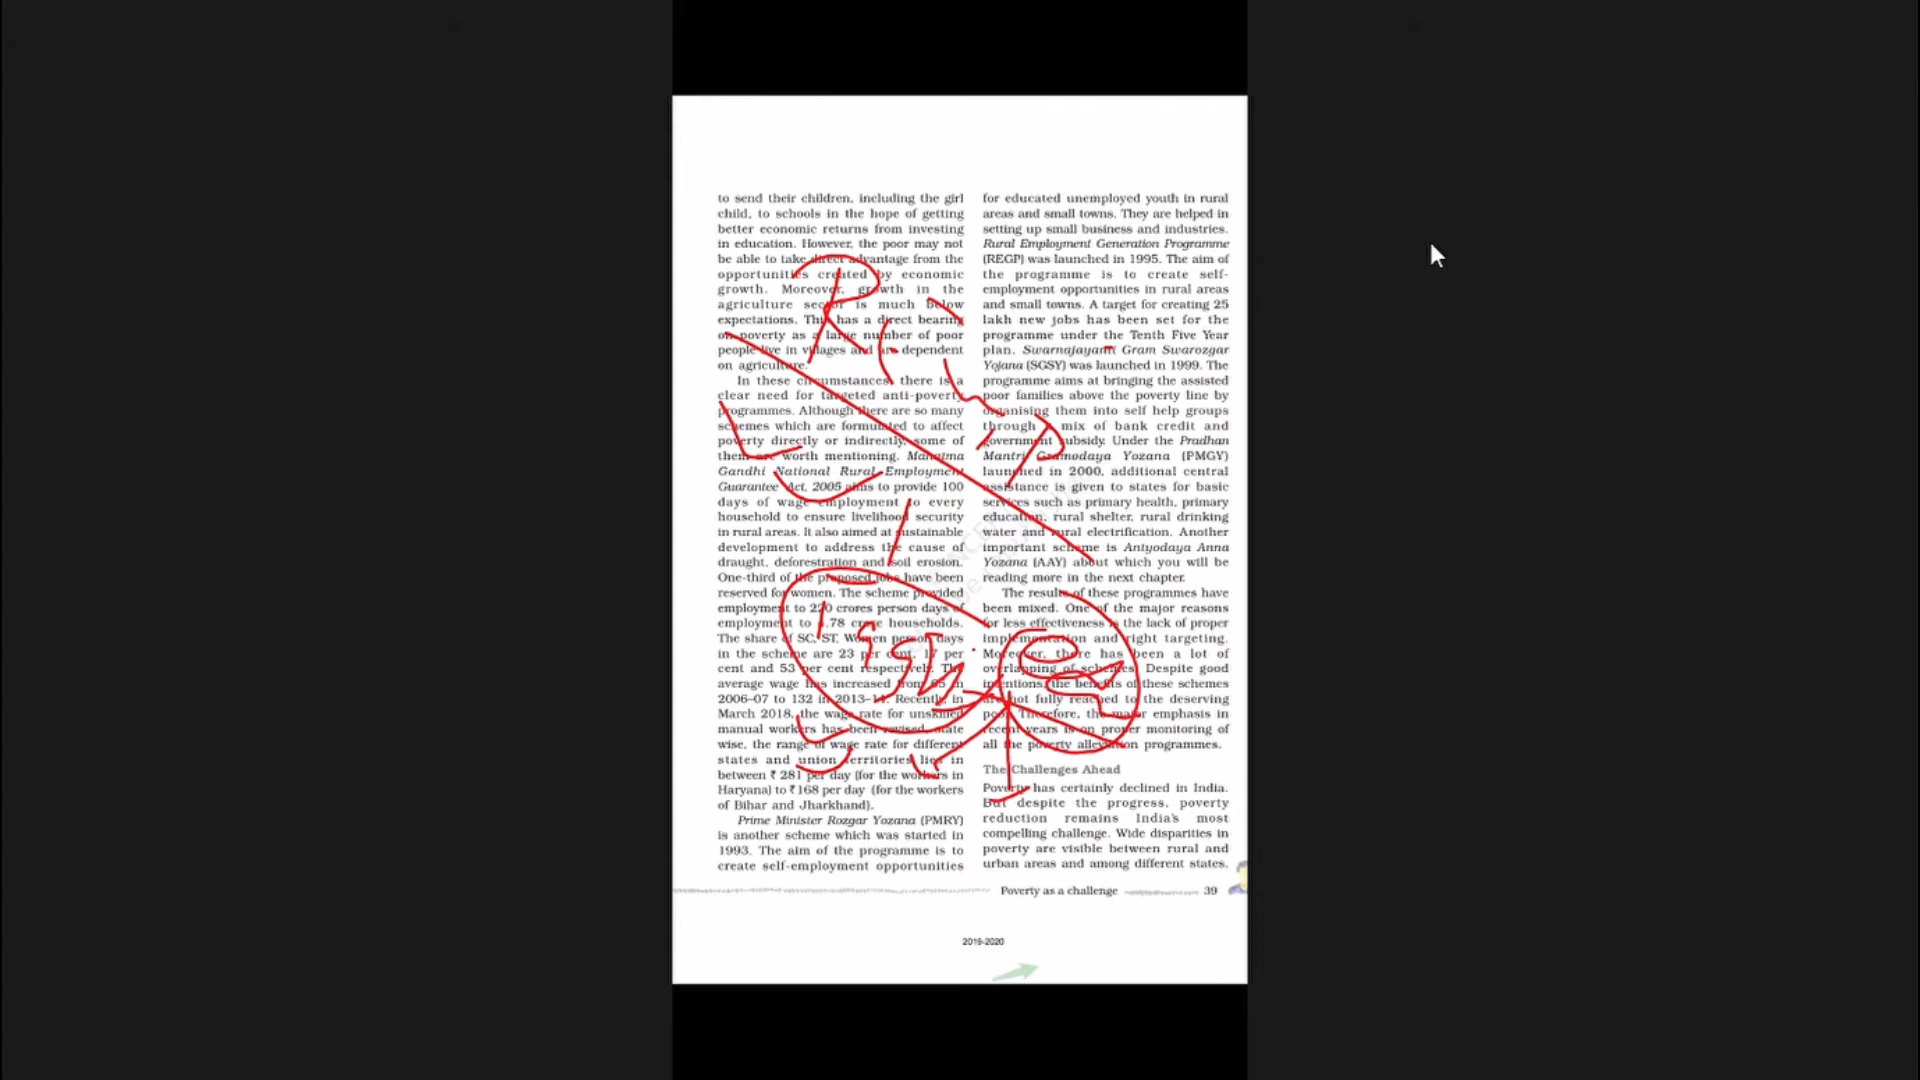 to send their children, including the girl
child, to schools in the hope of getting
better economic returns from investing
in education. However, the poor may not
be able to take direct advantage from the
opportunities created by economic
growth. Moreover, growth in the
agriculture sector is much below
expectations. This has a direct bearing
on poverty as a large number of poor
people live in villages and are dependent
on agriculture.
In these circumstances, there is a
clear need for targeted anti-poverty
programmes. Although there are so many
schemes which are formulated to affect
poverty directly or indirectly, some of
them are worth mentioning. Mahatma
Gandhi National Rural Employment
Guarantee Act, 2005 aims to provide 100
days of wage employment to every
household to ensure livelihood security
in rural areas. It also aimed at sustainable
development to address the cause of
draught, deforestration and soil erosion.
One-third of the proposed jobs have been
reserved for women. The scheme provided
employment to 220 crores person days of
employment to .78 crore households.
The share of SC, ST, Women person days
in the scheme are 23 per cent, 17 per
cent and 53 per cent respectively. The
average wage has increased from 65 in
2006–07 to 132 in 2013–14. Recently, in
March 2018, the wage rate for unskilled
manual workers has been revised, state
wise, the range of wage rate for different
states and union territories lies in
between ₹ 281 per day (for the workers in
Haryana) to ₹ 168 per day (for the workers
of Bihar and Jharkhand).
Prime Minister Rozgar Yozana (PMRY)
is another scheme which was started in
1993. The aim of the programme is to
create self-employment opportunities
for educated unemployed youth in rural
areas and small towns. They are helped in
setting up small business and industries.
Rural Employment Generation Programme
(REGP) was launched in 1995. The aim of
the programme is to create self-
employment opportunities in rural areas
and small towns. A target for creating 25
lakh new jobs has been set for the
programme under the Tenth Five Year
plan. Swarnajayanti Gram Swarozgar
Yojana (SGSY) was launched in 1999. The
programme aims at bringing the assisted
poor families above the poverty line by
organising them into self help groups
through a mix of bank credit and
government subsidy. Under the Pradhan
Mantri Gramodaya Yozana (PMGY)
launched in 2000, additional central
assistance is given to states for basic
services such as primary health, primary
education, rural shelter, rural drinking
water and rural electrification. Another
important scheme is Antyodaya Anna
Yozana (AAY) about which you will be
reading more in the next chapter.
The results of these programmes have
been mixed. One of the major reasons
for less effectiveness is the lack of proper
implementation and right targeting.
Moreover, there has been a lot of
overlapping of schemes. Despite good
intentions, the benefits of these schemes
are not fully reached to the deserving
poor. Therefore, the major emphasis in
recent years is on proper monitoring of
all the poverty alleviation programmes.
The Challenges Ahead
Poverty has certainly declined in India.
But despite the progress, poverty
reduction remains India's most
compelling challenge. Wide disparities in
poverty are visible between rural and
urban areas and among different states.
Poverty as a challenge 39
2019-2020